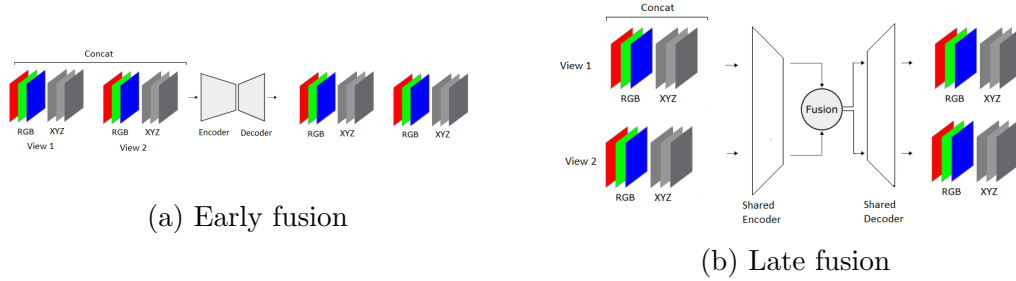 Concat
RGB XYZ RGB XYZ Encoder Decoder RGB XYZ RGB XYZ
View 1 View 2
(a) Early fusion
Concat
View 1
RGB XYZ RGB XYZ
Fusion
View 2
RGB XYZ RGB XYZ
Shared Encoder
Shared Decoder
(b) Late fusion